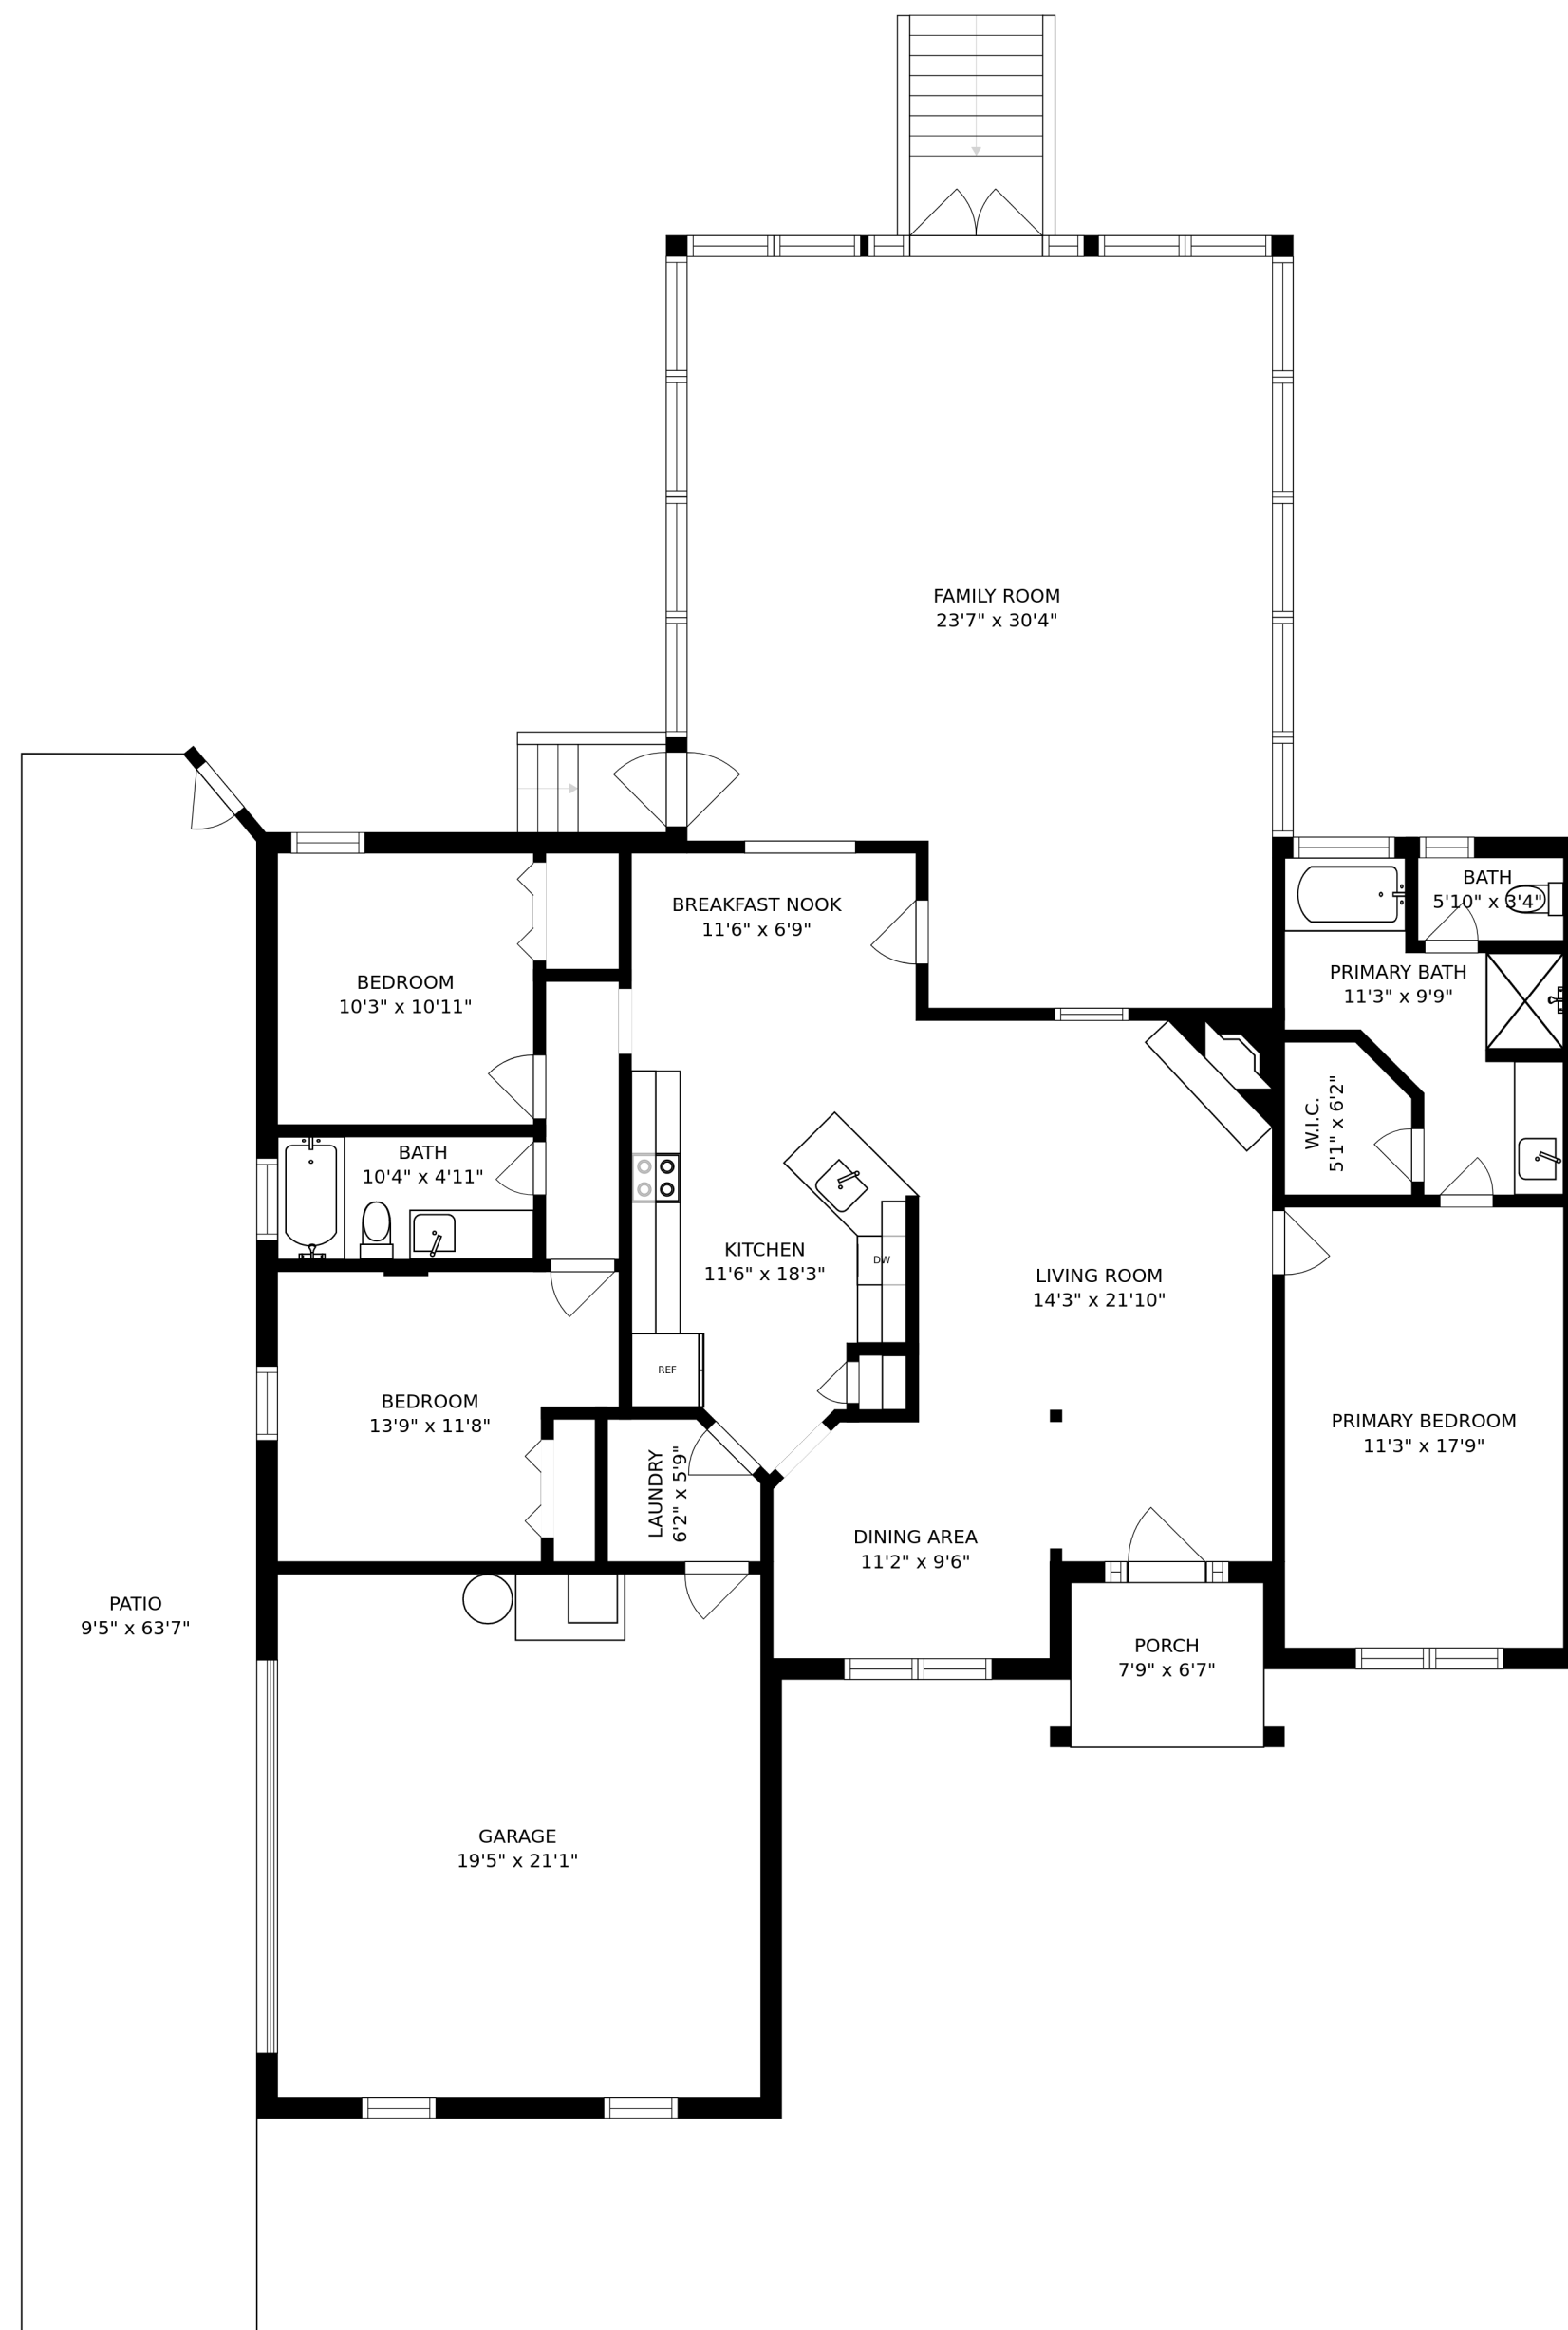 FAMILY ROOM
23'7" x 30'4"
BREAKFAST NOOK
11'6" x 6'9"
BATH
5'10" x 3'4"
PRIMARY BATH
11'3" x 9'9"
BEDROOM
10'3" x 10'11"
W.I.C.
5'1" x 6'2"
BATH
10'4" x 4'11"
KITCHEN
11'6" x 18'3"
DW
LIVING ROOM
14'3" x 21'10"
REF
BEDROOM
13'9" x 11'8"
PRIMARY BEDROOM
11'3" x 17'9"
LAUNDRY
6'2" x 5'9"
DINING AREA
11'2" x 9'6"
PATIO
9'5" x 63'7"
PORCH
7'9" x 6'7"
GARAGE
19'5" x 21'1"